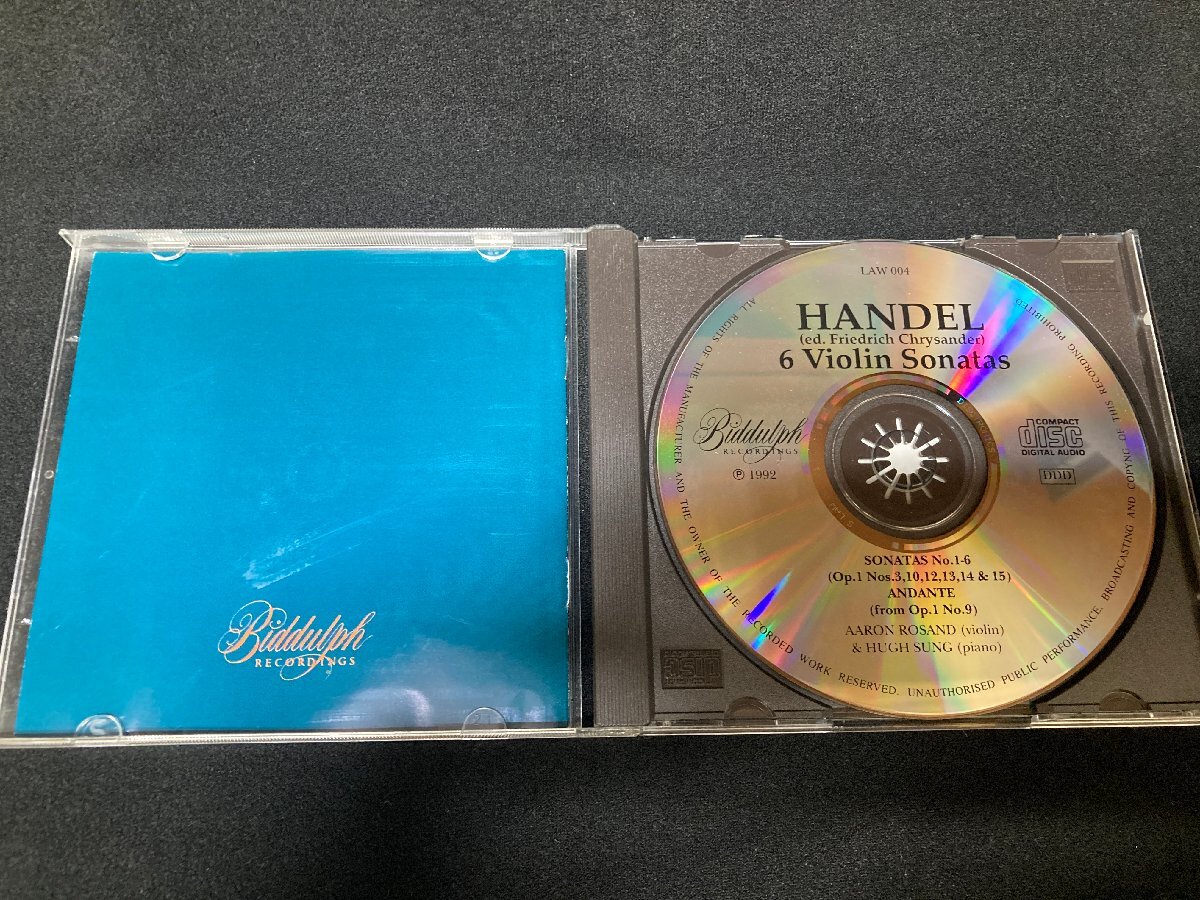 Biddulph
RECORDINGS
LAW 004
HANDEL
(ed. Friedrich Chrysander)
6 Violin Sonatas
Biddulph
RECORDINGS
℗ 1992
COMPACT
disc
DIGITAL AUDIO
DDD
SONATAS No.1-6
(Op.1 Nos.3,10,12,13,14 & 15)
ANDANTE
(from Op.1 No.9)
AARON ROSAND (violin)
& HUGH SUNG (piano)
ALL RIGHTS OF THE MANUFACTURER AND THE OWNER OF THE RECORDED WORK RESERVED. UNAUTHORISED PUBLIC PERFORMANCE, BROADCASTING AND COPYNG OF THIS RECORDING PROHIBITED